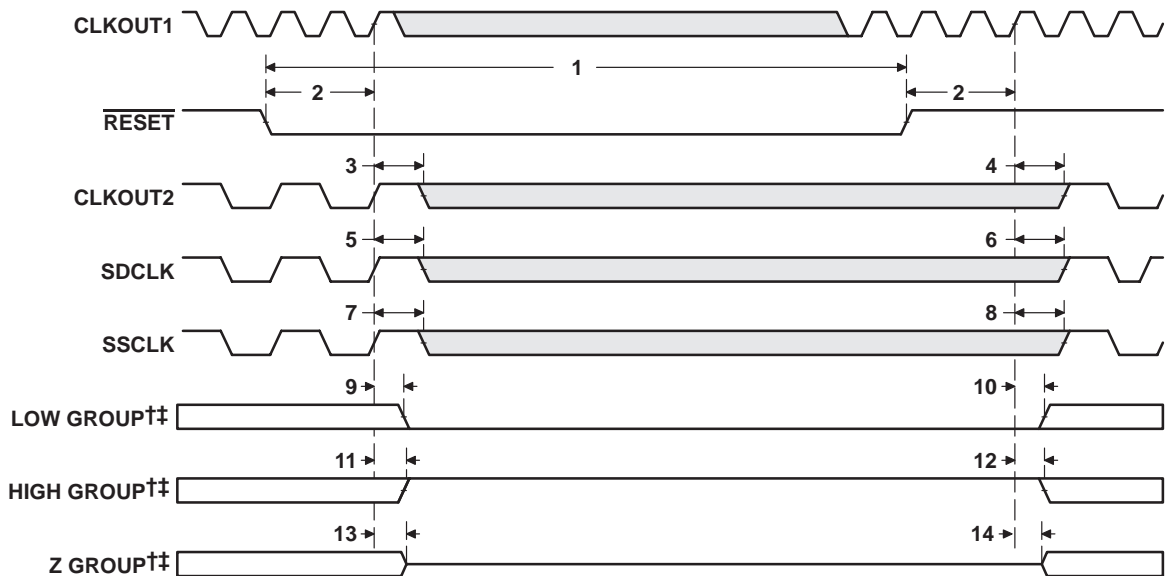 CLKOUT1
1
2 2
RESET
3 4
CLKOUT2
5 6
SDCLK
7 8
SSCLK
9 10
LOW GROUP†‡
11 12
HIGH GROUP†‡
13 14
Z GROUP†‡